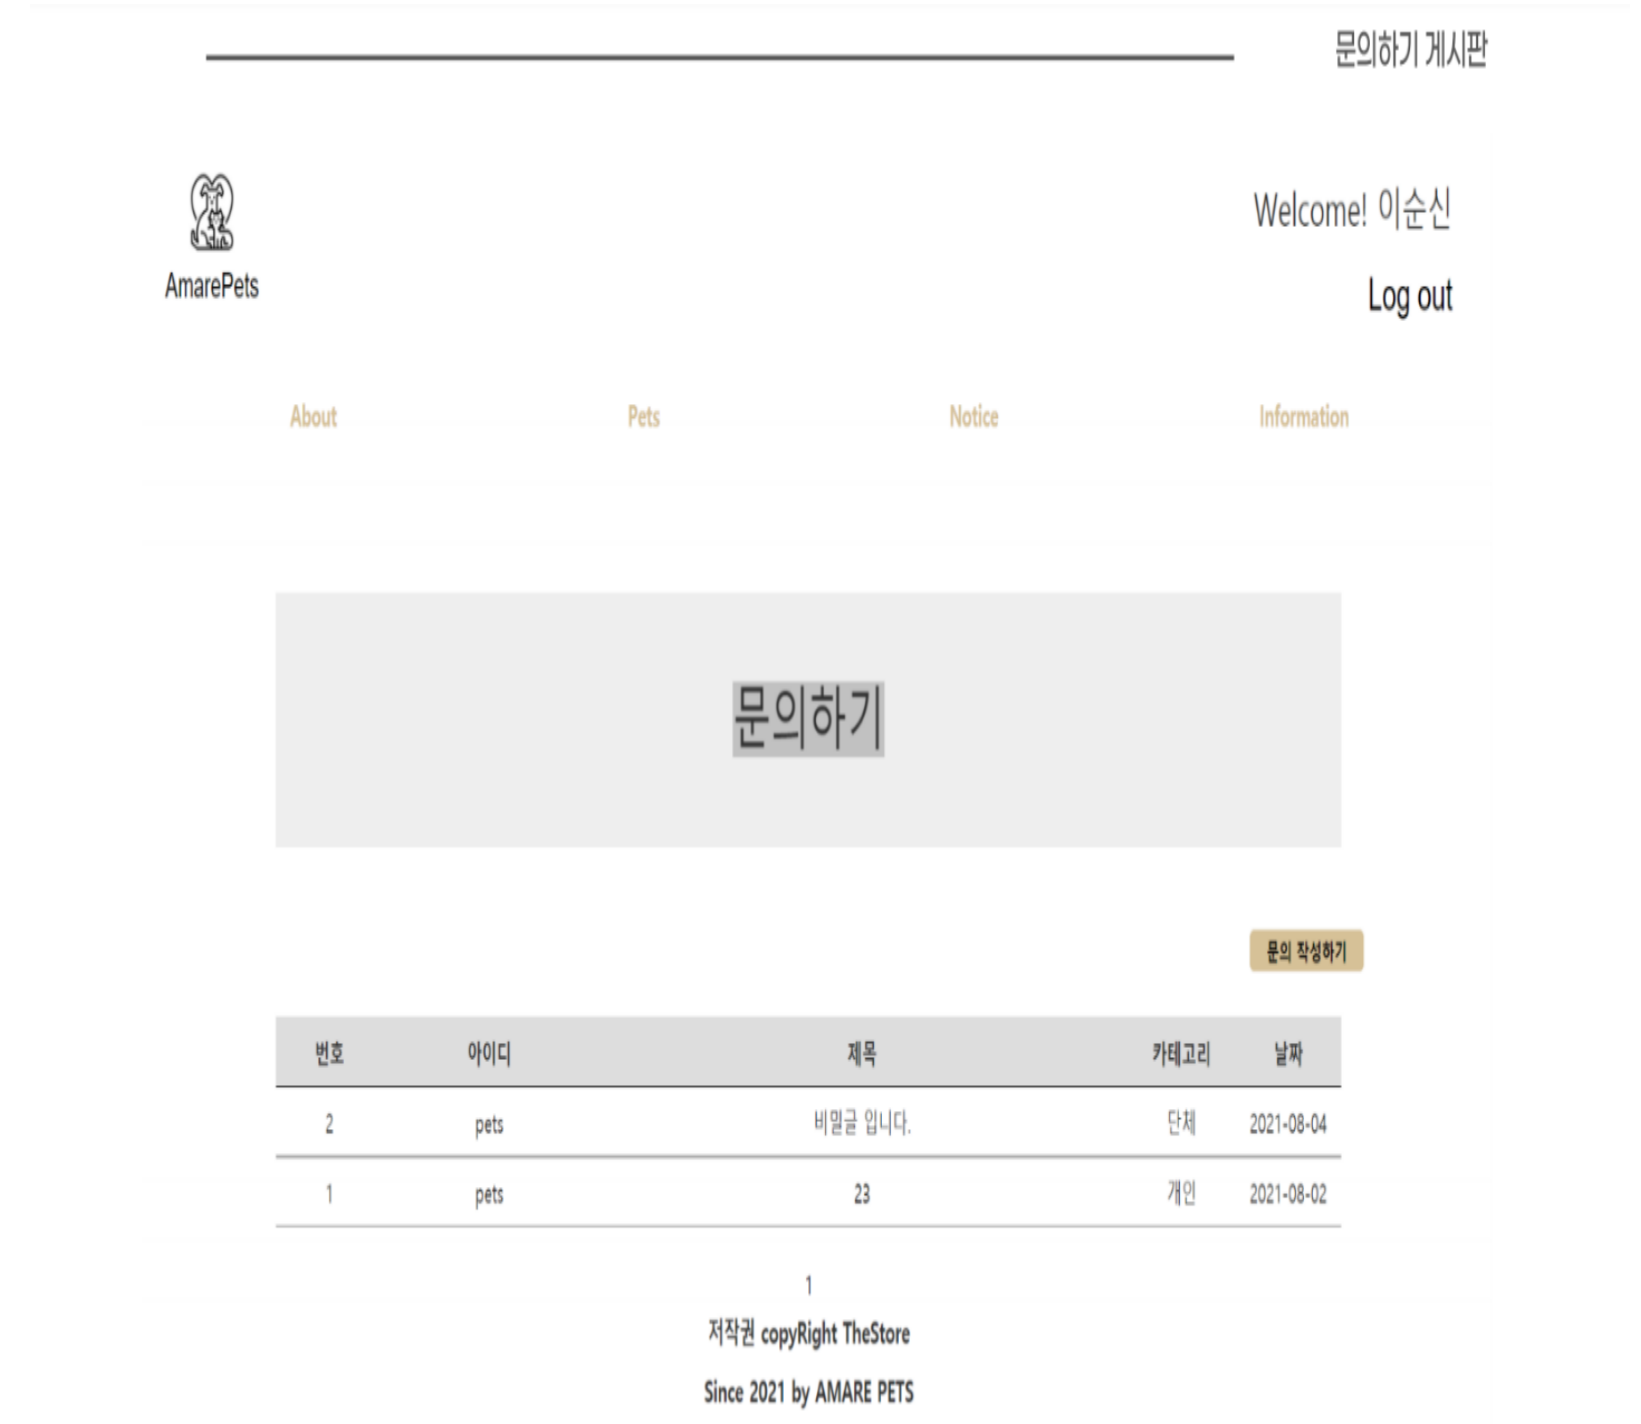 문의하기 게시판
Welcome! 이순신
AmarePets
Log out
About Pets Notice Information
문의하기
문의 작성하기
번호 아이디 제목 카테고리 날짜
2 pets 비밀글 입니다. 단체 2021-08-04
1 pets 23 개인 2021-08-02
1
저작권 copyRight TheStore
Since 2021 by AMARE PETS